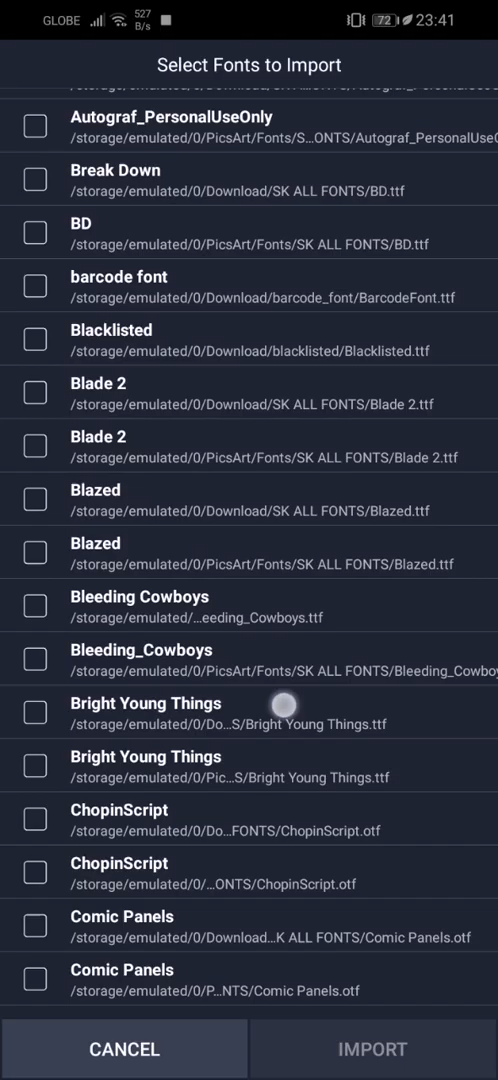 GLOBE 527 B/s 72 23:41
Select Fonts to Import
Autograf_PersonalUseOnly
/storage/emulated/0/PicsArt/Fonts/S...ONTS/Autograf_PersonalUseO
Break Down
/storage/emulated/0/Download/SK ALL FONTS/BD.ttf
BD
/storage/emulated/0/PicsArt/Fonts/SK ALL FONTS/BD.ttf
barcode font
/storage/emulated/0/Download/barcode_font/BarcodeFont.ttf
Blacklisted
/storage/emulated/0/Download/blacklisted/Blacklisted.ttf
Blade 2
/storage/emulated/0/Download/SK ALL FONTS/Blade 2.ttf
Blade 2
/storage/emulated/0/PicsArt/Fonts/SK ALL FONTS/Blade 2.ttf
Blazed
/storage/emulated/0/Download/SK ALL FONTS/Blazed.ttf
Blazed
/storage/emulated/0/PicsArt/Fonts/SK ALL FONTS/Blazed.ttf
Bleeding Cowboys
/storage/emulated/...eeding_Cowboys.ttf
Bleeding_Cowboys
/storage/emulated/0/PicsArt/Fonts/SK ALL FONTS/Bleeding_Cowboy
Bright Young Things
/storage/emulated/0/Do...S/Bright Young Things.ttf
Bright Young Things
/storage/emulated/0/Pic...S/Bright Young Things.ttf
ChopinScript
/storage/emulated/0/Do...FONTS/ChopinScript.otf
ChopinScript
/storage/emulated/0/...ONTS/ChopinScript.otf
Comic Panels
/storage/emulated/0/Download...K ALL FONTS/Comic Panels.otf
Comic Panels
/storage/emulated/0/P...NTS/Comic Panels.otf
CANCEL IMPORT